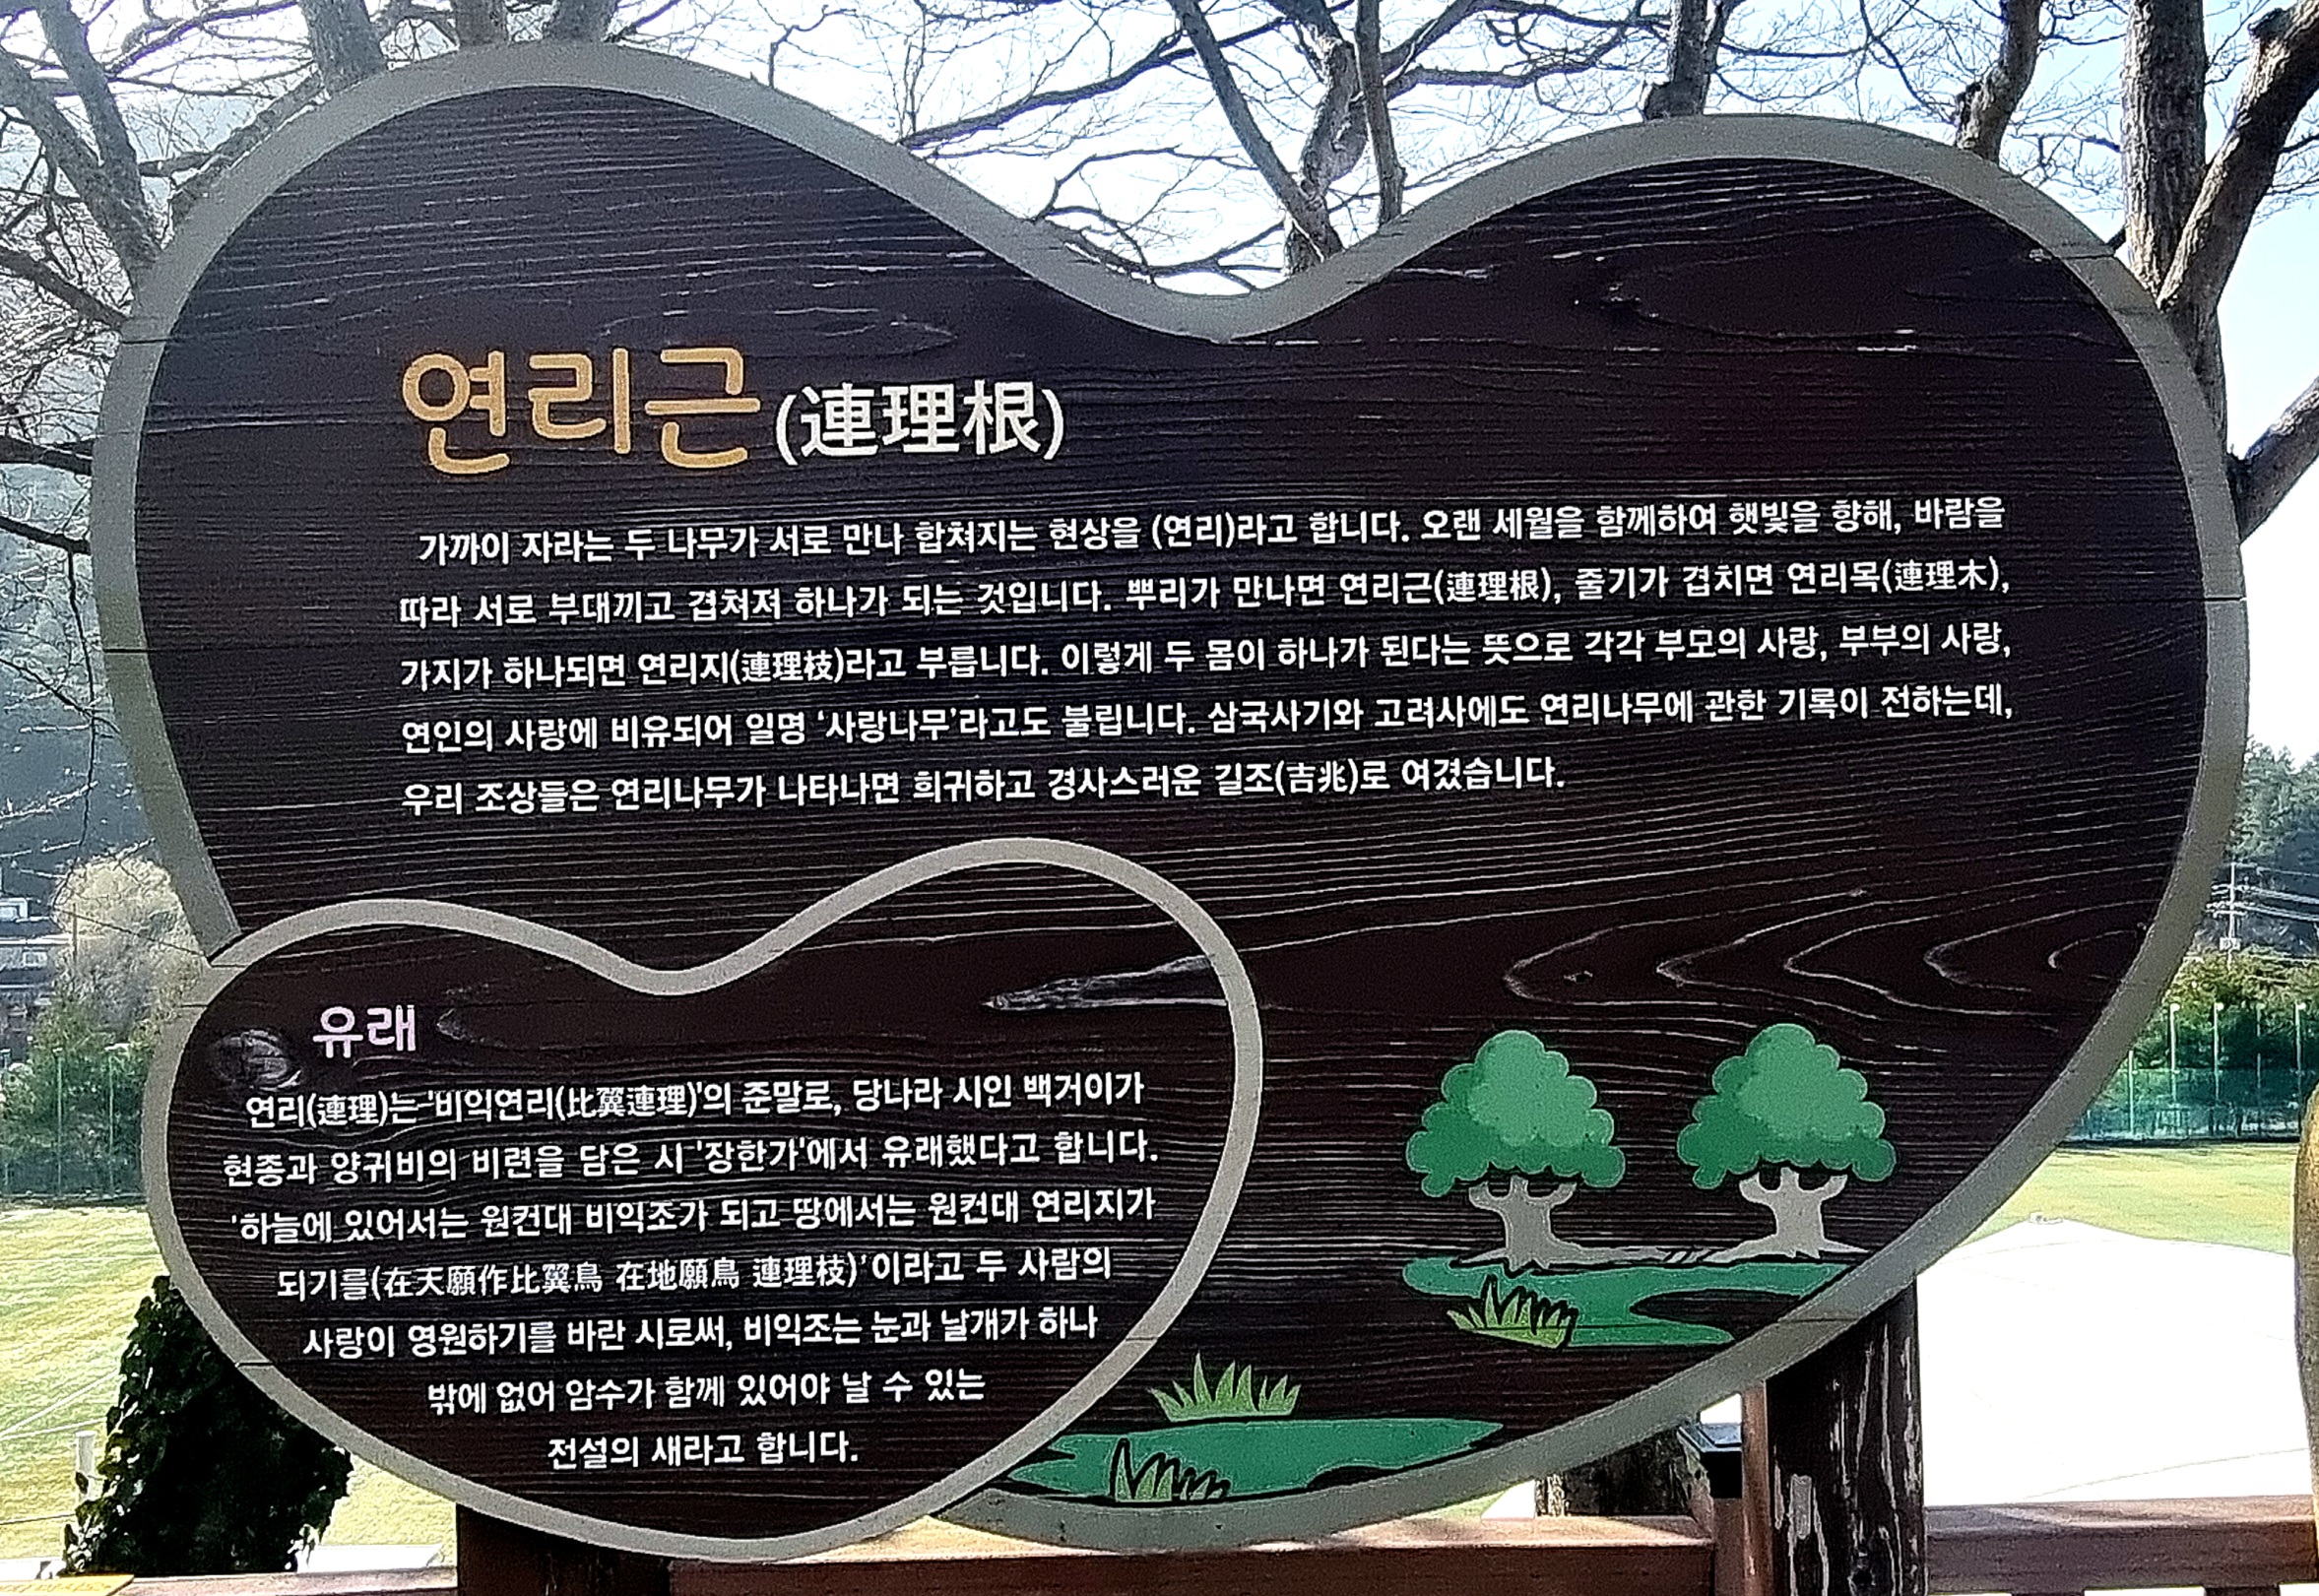 연리근(連理根)
가까이 자라는 두 나무가 서로 만나 합쳐지는 현상을 (연리)라고 합니다. 오랜 세월을 함께하여 햇빛을 향해, 바람을
따라 서로 부대끼고 겹쳐져 하나가 되는 것입니다. 뿌리가 만나면 연리근(連理根), 줄기가 겹치면 연리목(連理木),
가지가 하나되면 연리지(連理枝)라고 부릅니다. 이렇게 두 몸이 하나가 된다는 뜻으로 각각 부모의 사랑, 부부의 사랑,
연인의 사랑에 비유되어 일명 ‘사랑나무’라고도 불립니다. 삼국사기와 고려사에도 연리나무에 관한 기록이 전하는데,
우리 조상들은 연리나무가 나타나면 희귀하고 경사스러운 길조(吉兆)로 여겼습니다.
유래
연리(連理)는 '비익연리(比翼連理)'의 준말로, 당나라 시인 백거이가
현종과 양귀비의 비련을 담은 시 '장한가'에서 유래했다고 합니다.
'하늘에 있어서는 원컨대 비익조가 되고 땅에서는 원컨대 연리지가
되기를(在天願作比翼鳥 在地願鳥 連理枝)'이라고 두 사람의
사랑이 영원하기를 바란 시로써, 비익조는 눈과 날개가 하나
밖에 없어 암수가 함께 있어야 날 수 있는
전설의 새라고 합니다.